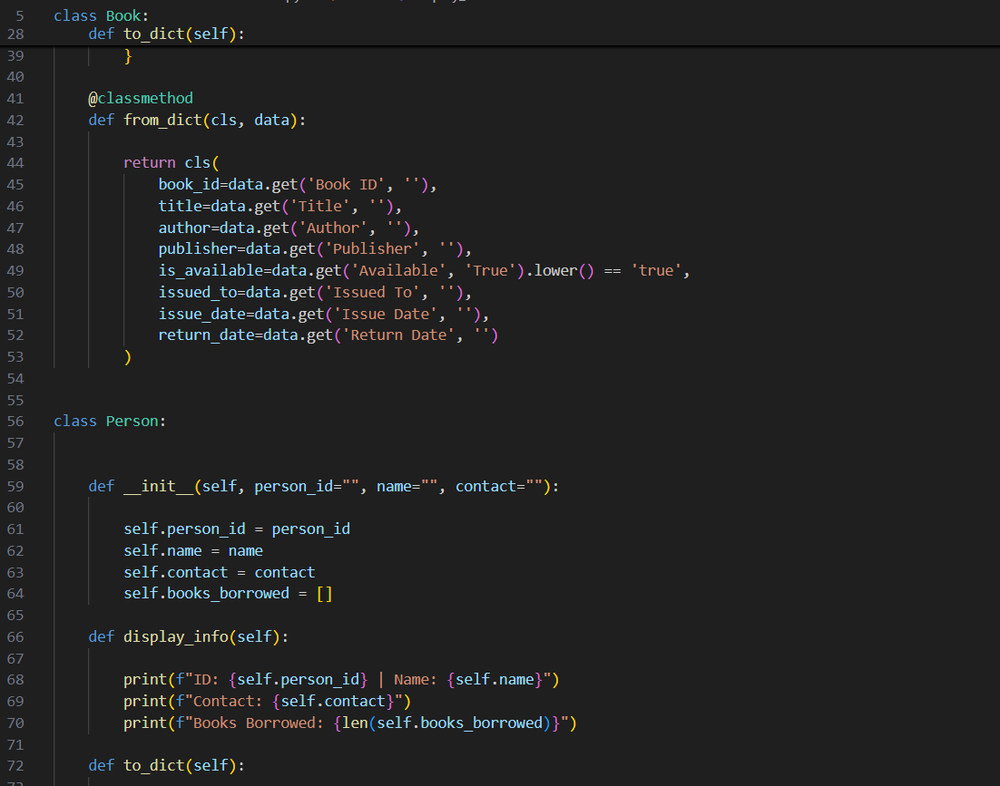 5 class Book:
28     def to_dict(self):
39         }
40
41     @classmethod
42     def from_dict(cls, data):
43
44         return cls(
45             book_id=data.get('Book ID', ''),
46             title=data.get('Title', ''),
47             author=data.get('Author', ''),
48             publisher=data.get('Publisher', ''),
49             is_available=data.get('Available', 'True').lower() == 'true',
50             issued_to=data.get('Issued To', ''),
51             issue_date=data.get('Issue Date', ''),
52             return_date=data.get('Return Date', '')
53         )
54
55
56 class Person:
57
58
59     def __init__(self, person_id="", name="", contact=""):
60
61         self.person_id = person_id
62         self.name = name
63         self.contact = contact
64         self.books_borrowed = []
65
66     def display_info(self):
67
68         print(f"ID: {self.person_id} | Name: {self.name}")
69         print(f"Contact: {self.contact}")
70         print(f"Books Borrowed: {len(self.books_borrowed)}")
71
72     def to_dict(self):